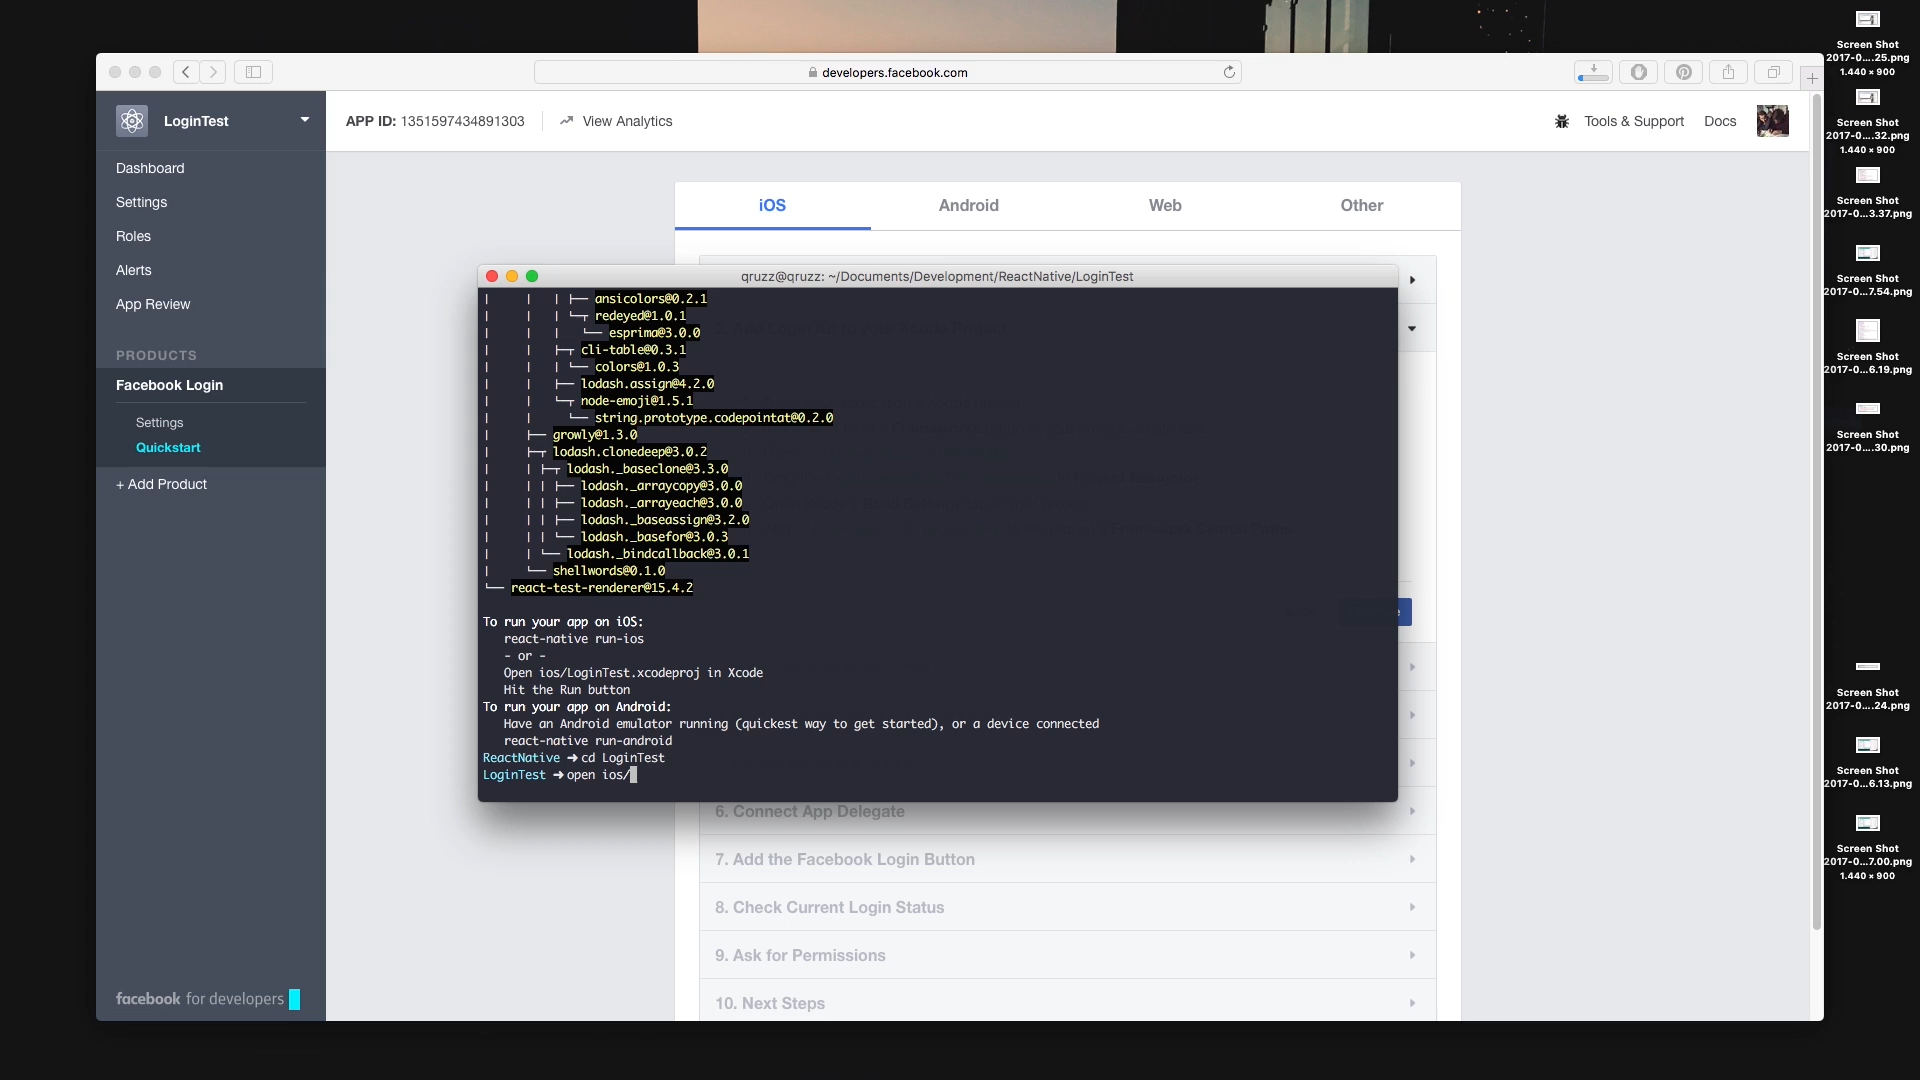 developers.facebook.com
LoginTest
APP ID: 1351597434891303
View Analytics
Tools & Support
Docs
Dashboard
Settings
Roles
Alerts
App Review
PRODUCTS
Facebook Login
Settings
Quickstart
+ Add Product
facebook for developers
iOS
Android
Web
Other
qruzz@qruzz: ~/Documents/Development/ReactNative/LoginTest
ansicolors@0.2.1
redeyed@1.0.1
esprima@3.0.0
cli-table@0.3.1
colors@1.0.3
lodash.assign@4.2.0
node-emoji@1.5.1
string.prototype.codepointat@0.2.0
growly@1.3.0
lodash.clonedeep@3.0.2
lodash._baseclone@3.3.0
lodash._arraycopy@3.0.0
lodash._arrayeach@3.0.0
lodash._baseassign@3.2.0
lodash._basefor@3.0.3
lodash._bindcallback@3.0.1
shellwords@0.1.0
react-test-renderer@15.4.2
To run your app on iOS:
react-native run-ios
- or -
Open ios/LoginTest.xcodeproj in Xcode
Hit the Run button
To run your app on Android:
Have an Android emulator running (quickest way to get started), or a device connected
react-native run-android
ReactNative ➜ cd LoginTest
LoginTest ➜ open ios/
6. Connect App Delegate
7. Add the Facebook Login Button
8. Check Current Login Status
9. Ask for Permissions
10. Next Steps
Screen Shot
2017-0....25.png
1.440 × 900
Screen Shot
2017-0....32.png
1.440 × 900
Screen Shot
2017-0...3.37.png
Screen Shot
2017-0...7.54.png
Screen Shot
2017-0...6.19.png
Screen Shot
2017-0....30.png
Screen Shot
2017-0....24.png
Screen Shot
2017-0...6.13.png
Screen Shot
2017-0...7.00.png
1.440 × 900